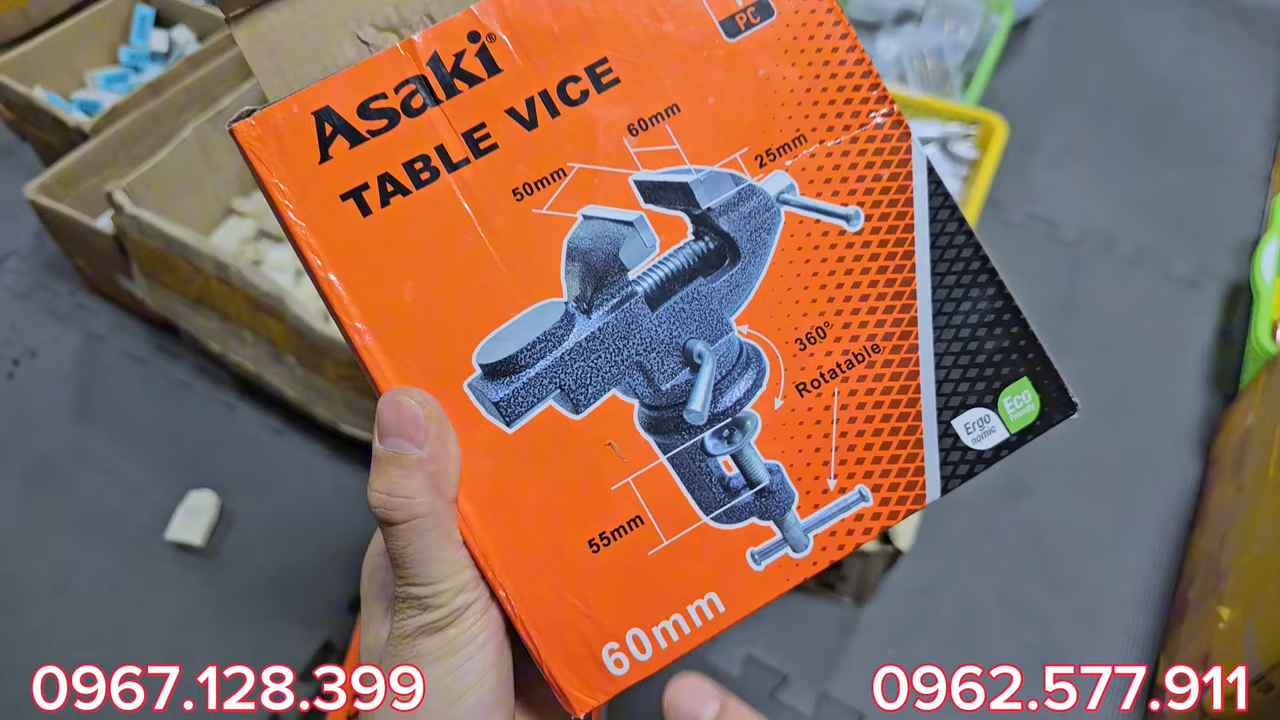 PC
Asaki®
TABLE VICE
60mm
50mm
25mm
360°
Rotatable
Eco
Friendly
Ergo
nomic
55mm
60mm
0967.128.399
0962.577.911